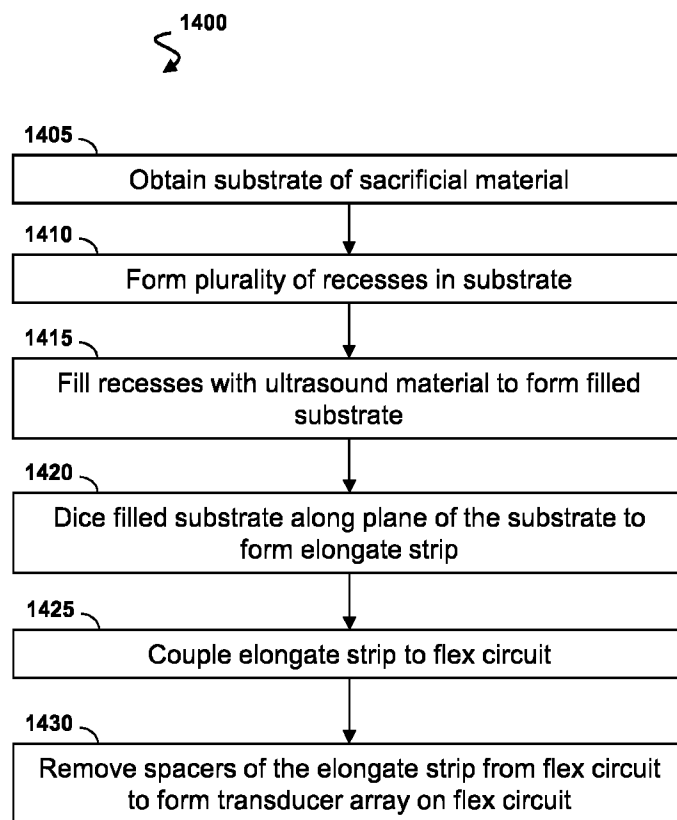 1400
1405
Obtain substrate of sacrificial material
1410
Form plurality of recesses in substrate
1415
Fill recesses with ultrasound material to form filled
substrate
1420
Dice filled substrate along plane of the substrate to
form elongate strip
1425
Couple elongate strip to flex circuit
1430
Remove spacers of the elongate strip from flex circuit
to form transducer array on flex circuit